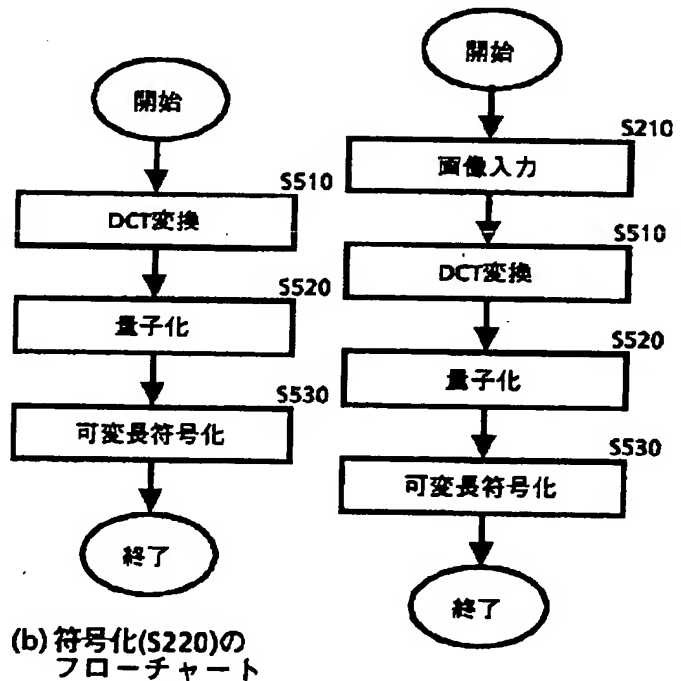 開始
S510
DCT変換
S520
量子化
S530
可変長符号化
終了
(b) 符号化(S220)の
フローチャート
開始
S210
画像入力
S510
DCT変換
S520
量子化
S530
可変長符号化
終了